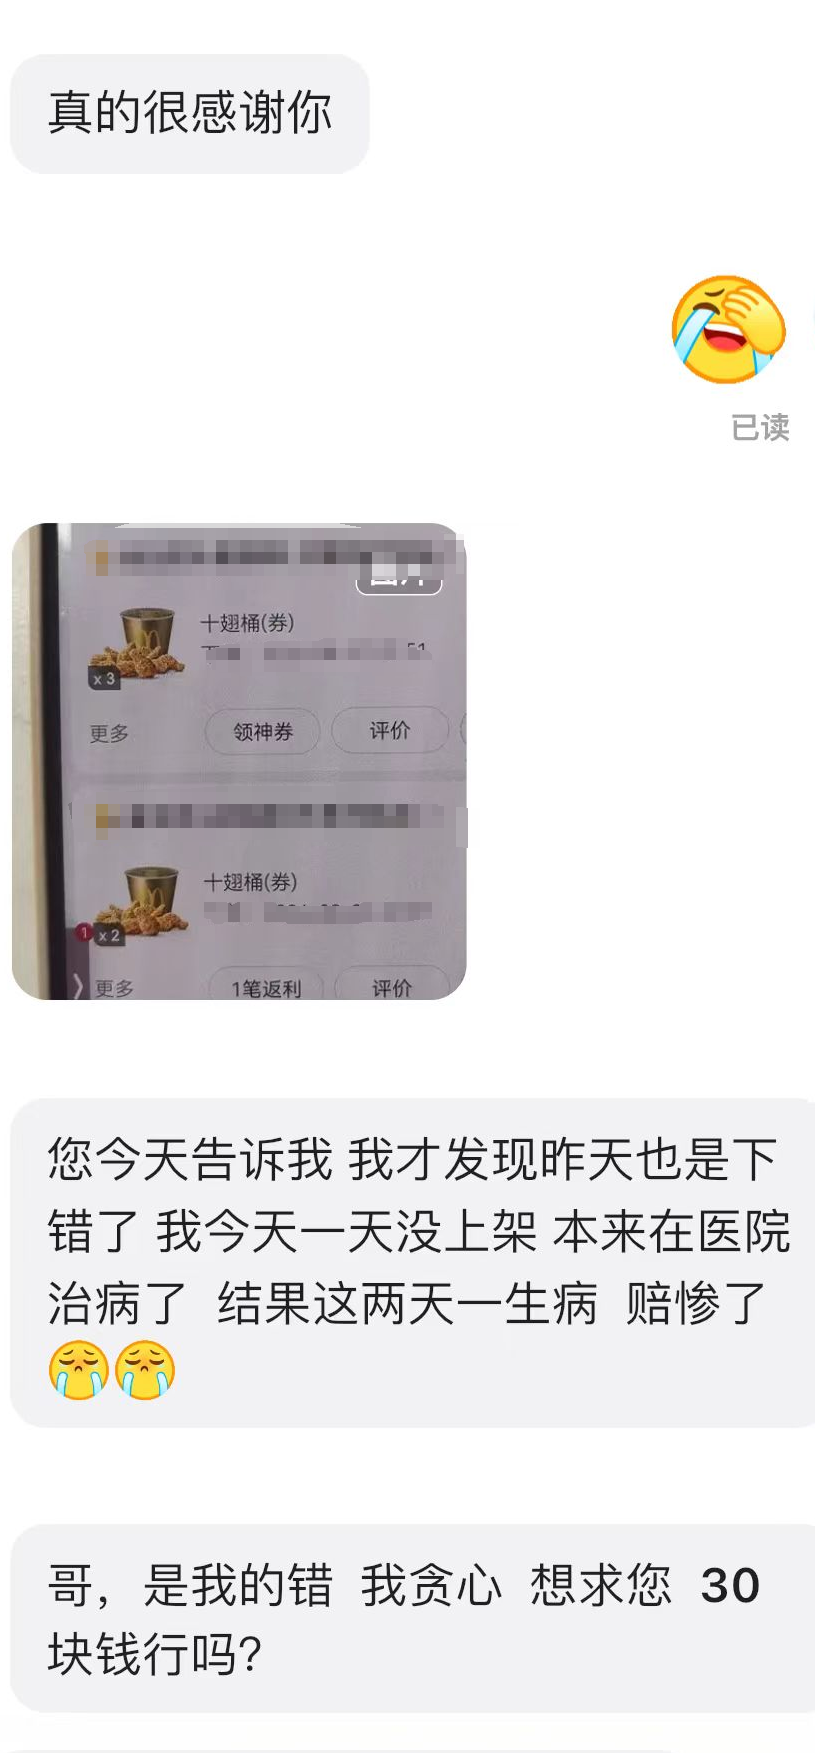 真的很感谢你
已读
十翅桶(券)
x 3
更多
领神券
评价
十翅桶(券)
1
x 2
更多
1笔返利
评价
您今天告诉我 我才发现昨天也是下
错了 我今天一天没上架 本来在医院
治病了 结果这两天一生病 赔惨了
😭😭
哥，是我的错 我贪心 想求您 30
块钱行吗?